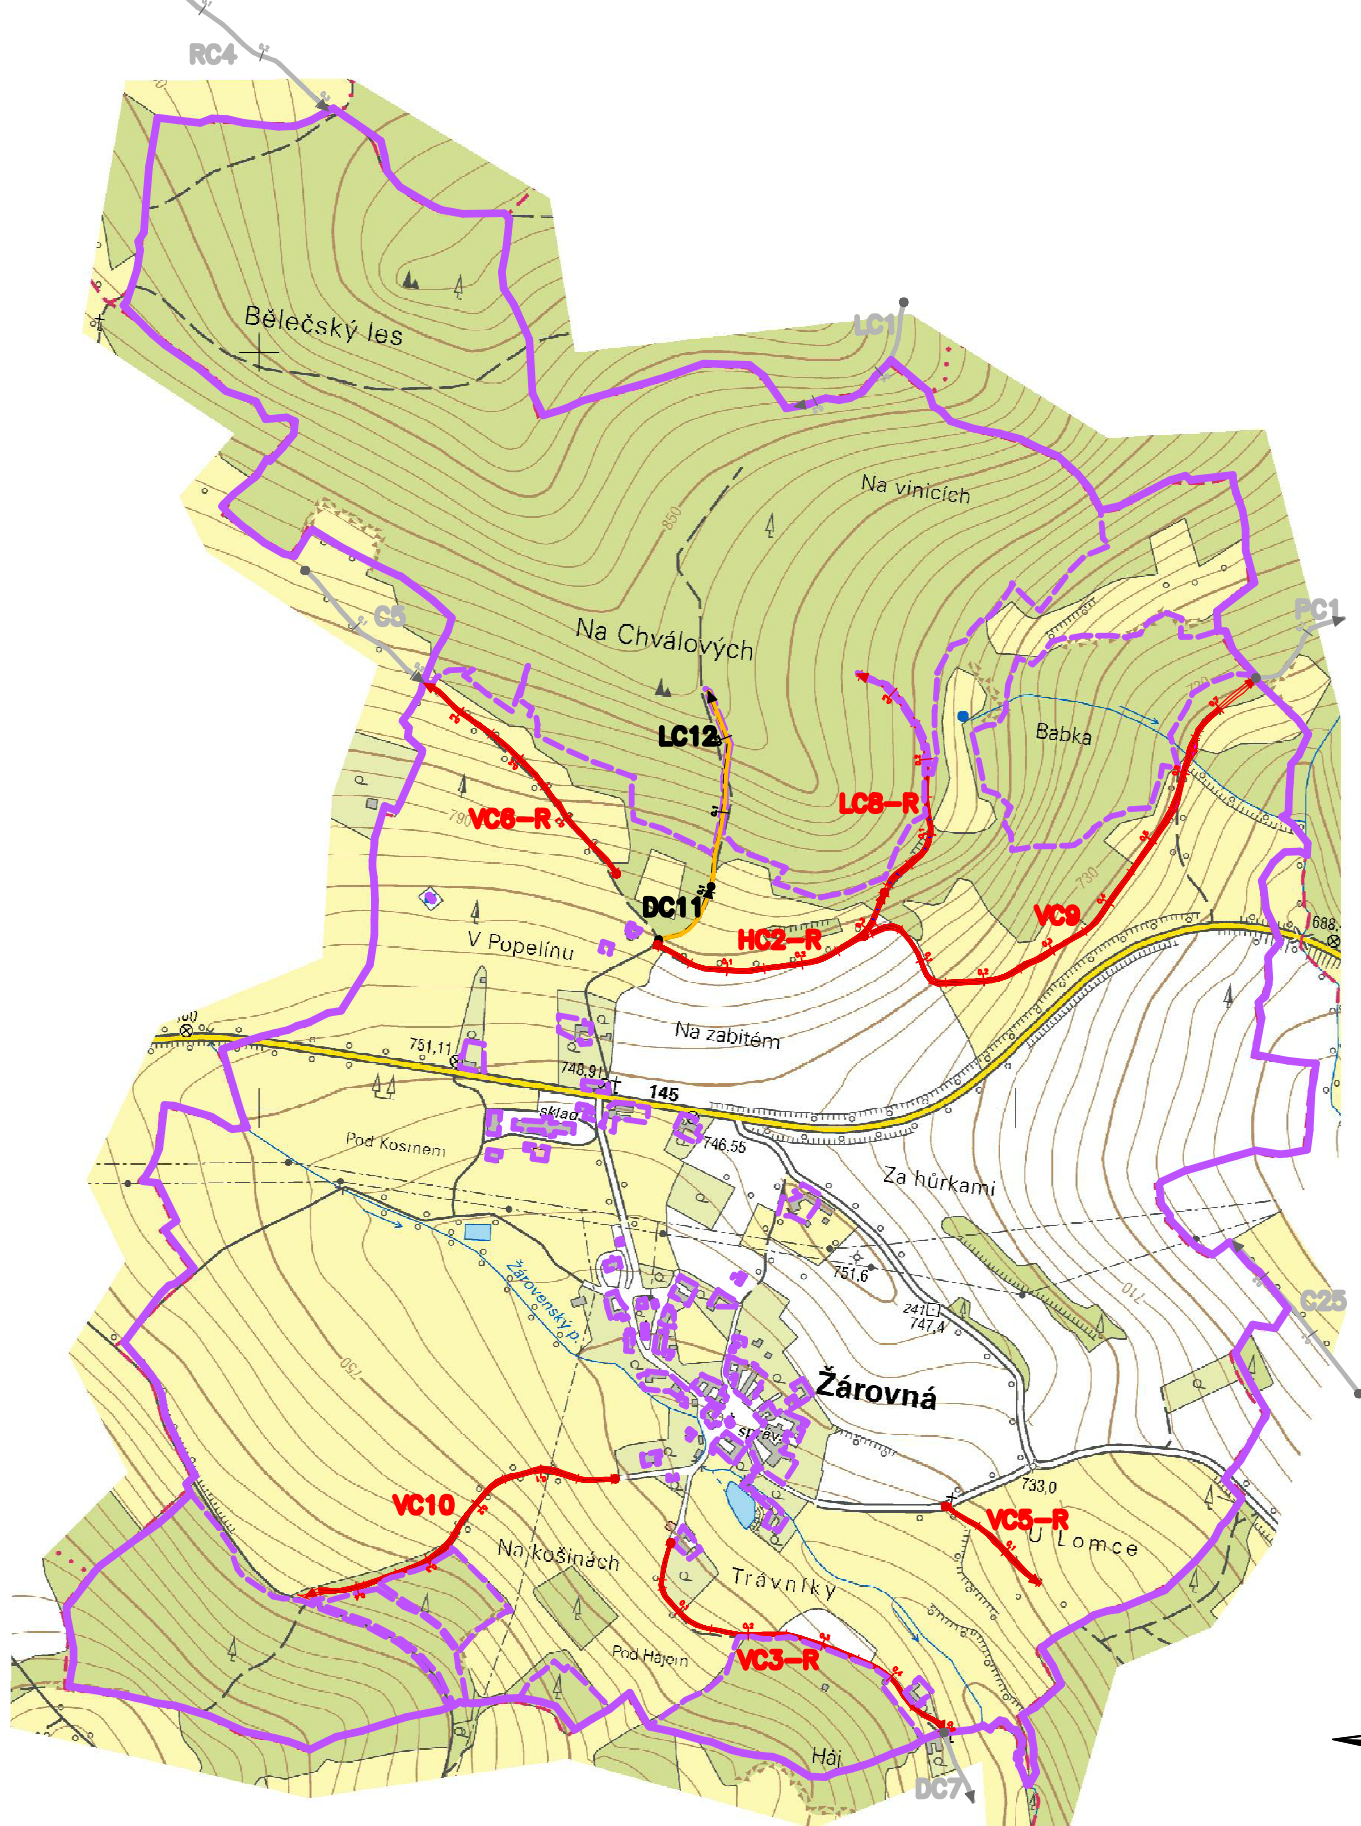 RC4
Bělečský les
LC1
Na vinicích
850
C5
PC1
Na Chválových
LC12
Babka
VC6-R
LC8-R
790
730
DC11
HC2-R
VC9
V Popelínu
688.
Na zabitém
751,11
748,91
145
sklad
746.55
Pod Kosinem
Za hůrkami
751,6
Žárovenský p.
710
241
747,4
C25
750
Žárovná
správ.
733,0
VC10
VC5-R
U Lomce
Na košinách
Trávníky
Pod Hájem
VC3-R
Háj
DC7